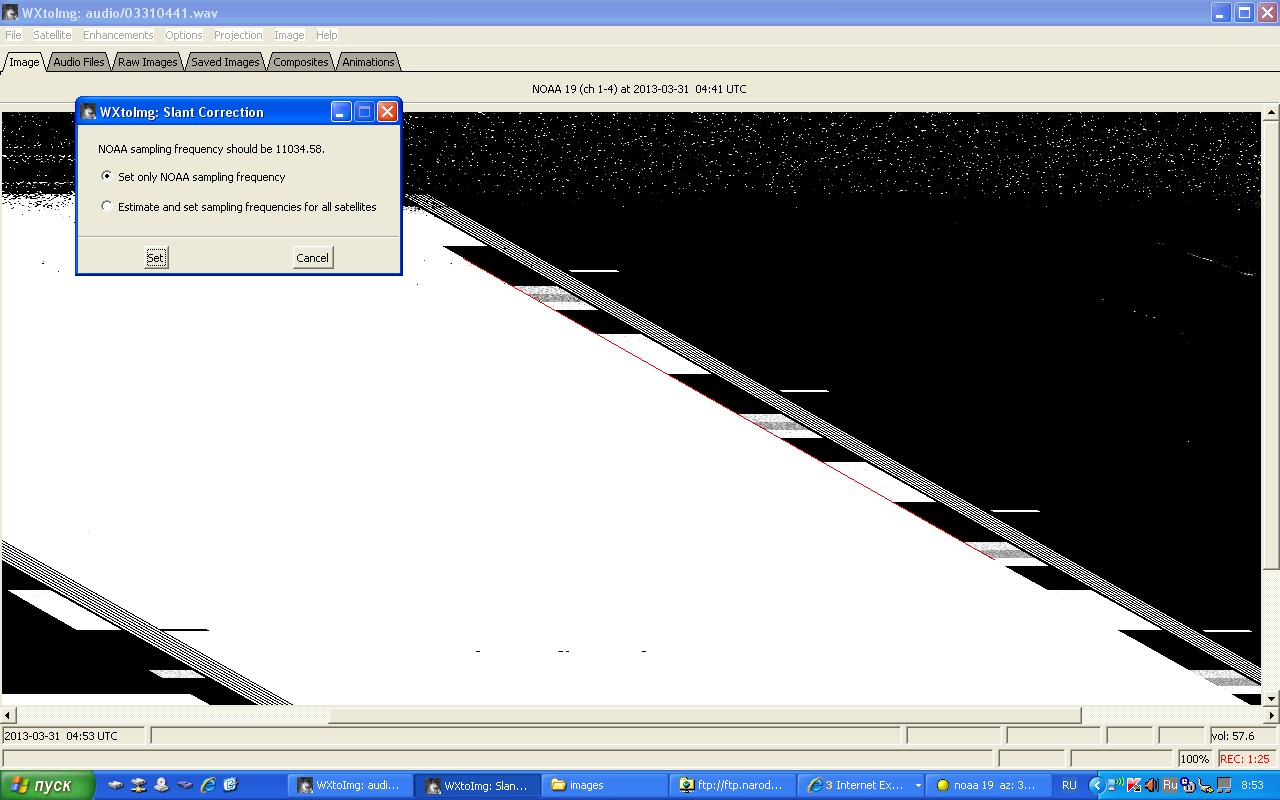 WXtoImg: audio/03310441.wav
File Satellite Enhancements Options Projection Image Help
Image Audio Files Raw Images Saved Images Composites Animations
NOAA 19 (ch 1-4) at 2013-03-31 04:41 UTC
WXtoImg: Slant Correction
NOAA sampling frequency should be 11034.58.
Set only NOAA sampling frequency
Estimate and set sampling frequencies for all satellites
Set Cancel
2013-03-31 04:53 UTC vol: 57.6
100% REC: 1:25
пуск WXtoImg: audi... WXtoImg: Slan... images ftp://ftp.narod... 3 Internet Ex... noaa 19 az: 3... RU Ru 8:53